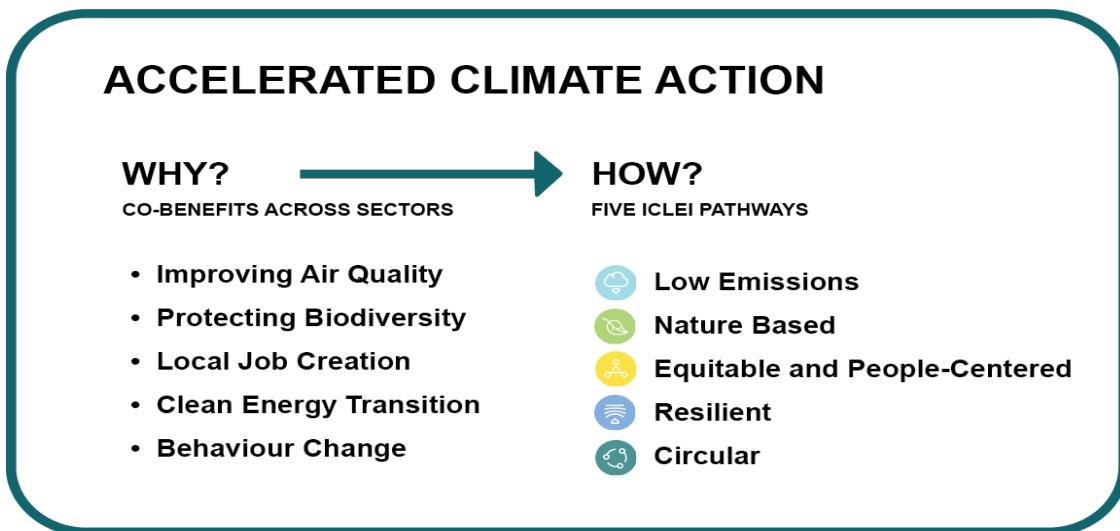 ACCELERATED CLIMATE ACTION
WHY?
CO-BENEFITS ACROSS SECTORS
• Improving Air Quality
• Protecting Biodiversity
• Local Job Creation
• Clean Energy Transition
• Behaviour Change
HOW?
FIVE ICLEI PATHWAYS
Low Emissions
Nature Based
Equitable and People-Centered
Resilient
Circular